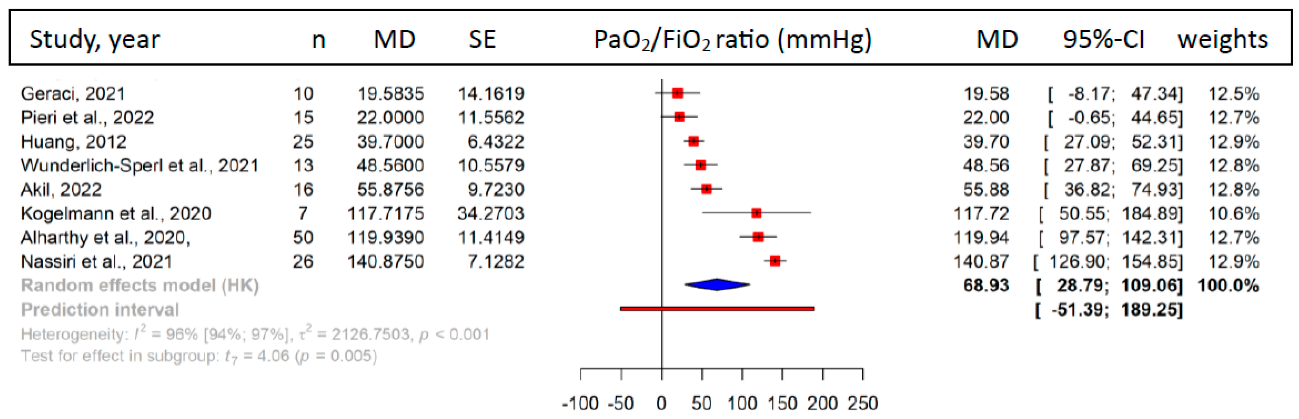 Study, year n MD SE PaO₂/FiO₂ ratio (mmHg) MD 95%-CI weights
Geraci, 2021 10 19.5835 14.1619 19.58 [ -8.17; 47.34] 12.5%
Pieri et al., 2022 15 22.0000 11.5562 22.00 [ -0.65; 44.65] 12.7%
Huang, 2012 25 39.7000 6.4322 39.70 [ 27.09; 52.31] 12.9%
Wunderlich-Sperl et al., 2021 13 48.5600 10.5579 48.56 [ 27.87; 69.25] 12.8%
Akil, 2022 16 55.8756 9.7230 55.88 [ 36.82; 74.93] 12.8%
Kogelmann et al., 2020 7 117.7175 34.2703 117.72 [ 50.55; 184.89] 10.6%
Alharthy et al., 2020, 50 119.9390 11.4149 119.94 [ 97.57; 142.31] 12.7%
Nassiri et al., 2021 26 140.8750 7.1282 140.87 [ 126.90; 154.85] 12.9%
Random effects model (HK) 68.93 [ 28.79; 109.06] 100.0%
Prediction interval [ -51.39; 189.25]
Heterogeneity: I² = 96% [94%; 97%], τ² = 2126.7503, p < 0.001
Test for effect in subgroup: t₇ = 4.06 (p = 0.005)
-100 -50 0 50 100 150 200 250